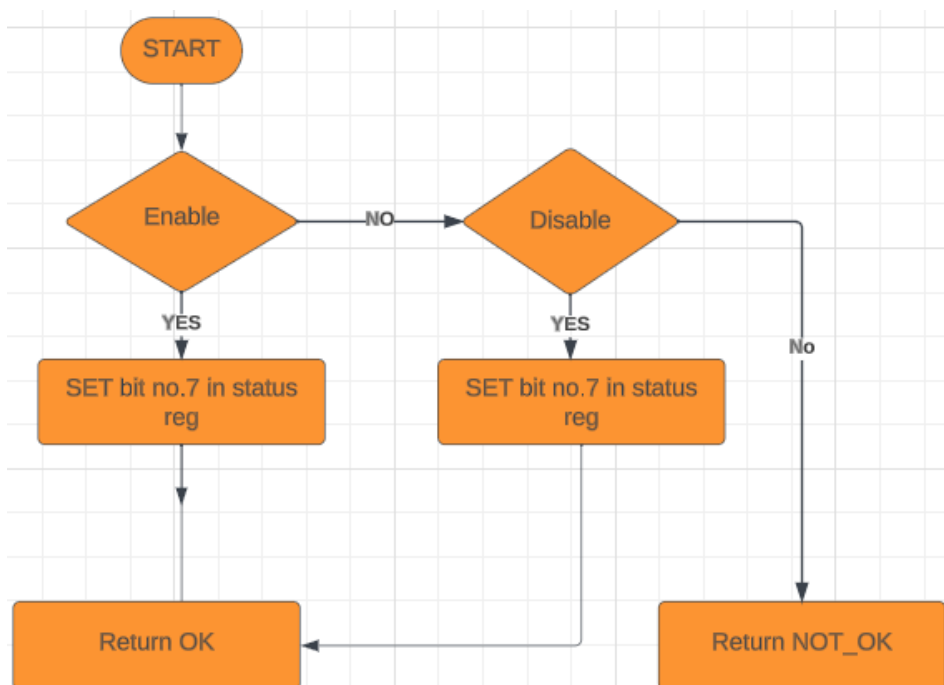 START
Enable
NO
Disable
YES
YES
No
SET bit no.7 in status
reg
SET bit no.7 in status
reg
Return OK
Return NOT_OK